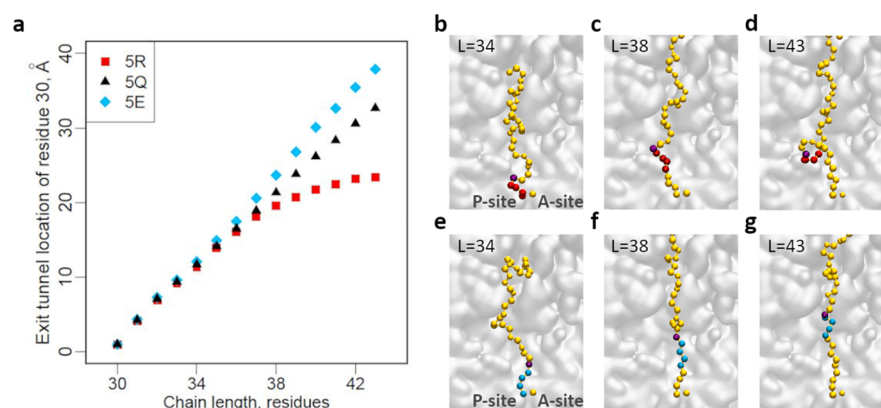 a
Exit tunnel location of residue 30, Å
40
30
20
10
0
5R
5Q
5E
30
34
38
42
Chain length, residues
b
L=34
P-site
A-site
c
L=38
d
L=43
e
L=34
P-site
A-site
f
L=38
g
L=43